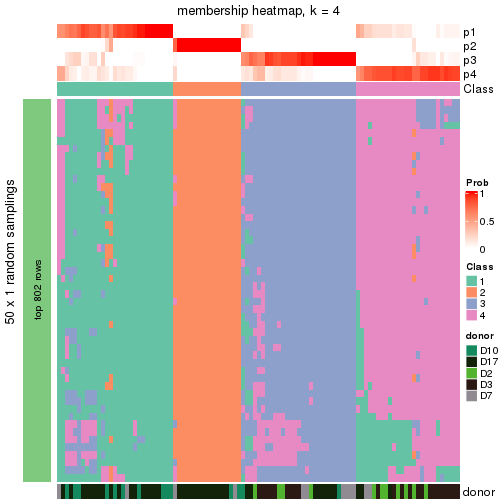 membership heatmap, k = 4
p1
p2
p3
p4
Class
50 x 1 random samplings
top 802 rows
Prob
1
0.5
0
Class
1
2
3
4
donor
D10
D17
D2
D3
D7
donor